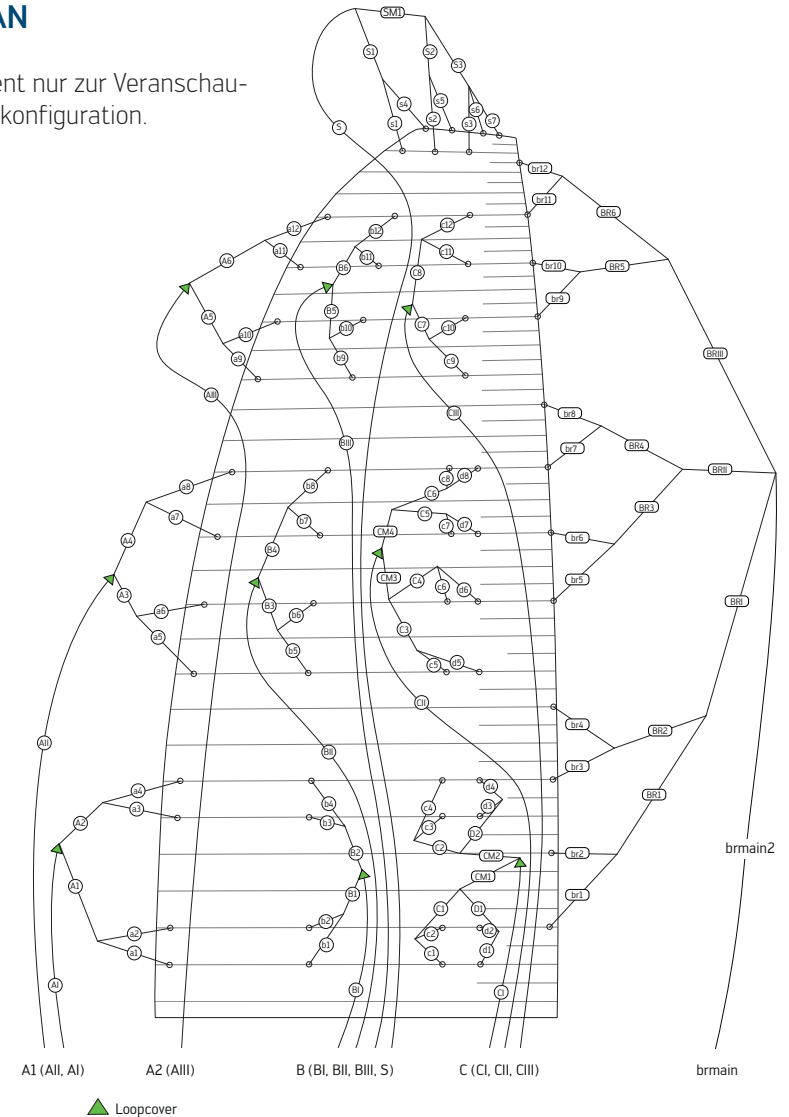 AN
ent nur zur Veranschau-
konfiguration.
SM1
S1
S2
S3
s4
s5
s6
s1
s2
s3
s7
S
br12
br11
BR6
a12
b12
c12
a11
b11
c11
A6
B6
C8
br10
BR5
br9
A5
B5
C7
a10
b10
c10
a9
b9
c9
BRIII
AIII
CIII
br8
BIII
br7
BR4
BRII
a8
b8
c8
d8
C6
a7
b7
C5
c7
d7
BR3
A4
B4
CM4
br6
CM3
C4
c6
d6
br5
A3
B3
BRI
a6
b6
a5
b5
C3
c5
d5
CII
AII
BII
br4
BR2
br3
a4
b4
c4
d4
BR1
a3
b3
c3
d3
A2
B2
C2
D2
CM2
br2
brmain2
A1
B1
CM1
br1
C1
D1
a2
b2
c2
d2
a1
b1
c1
d1
AI
BI
CI
A1 (AII, AI)
A2 (AIII)
B (BI, BII, BIII, S)
C (CI, CII, CIII)
brmain
Loopcover